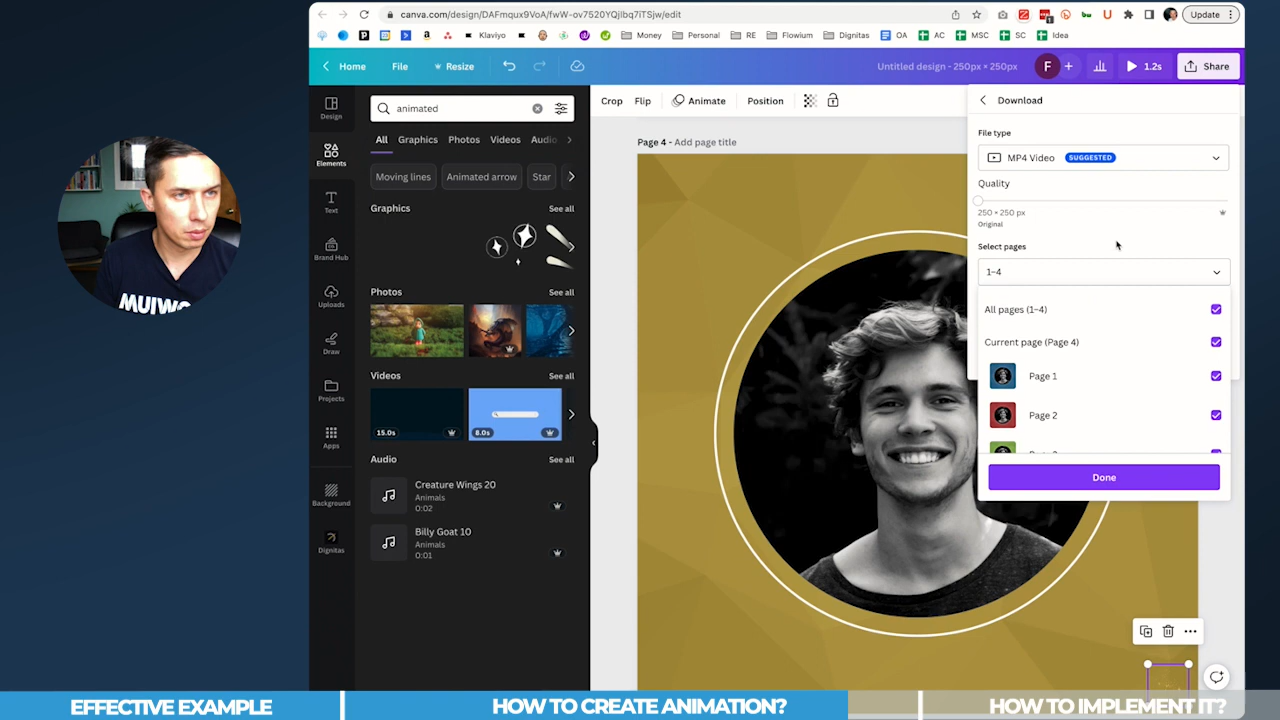 canva.com/design/DAFmqux9VoA/fwW-ov7520YQjlbq7iTSjw/edit
Update
Klaviyo
Money
Personal
RE
Flowium
Dignitas
OA
AC
MSC
SC
Idea
Home
File
Resize
Untitled design - 250px × 250px
F
1.2s
Share
Design
Elements
Text
Brand Hub
Uploads
Draw
Projects
Apps
Background
Dignitas
animated
All
Graphics
Photos
Videos
Audio
Moving lines
Animated arrow
Star
Graphics
See all
Photos
See all
Videos
See all
15.0s
8.0s
Audio
See all
Creature Wings 20
Animals
0:02
Billy Goat 10
Animals
0:01
Crop
Flip
Animate
Position
Page 4 - Add page title
Download
File type
MP4 Video
SUGGESTED
Quality
250 × 250 px
Original
Select pages
1–4
All pages (1–4)
Current page (Page 4)
Page 1
Page 2
Done
EFFECTIVE EXAMPLE
HOW TO CREATE ANIMATION?
HOW TO IMPLEMENT IT?